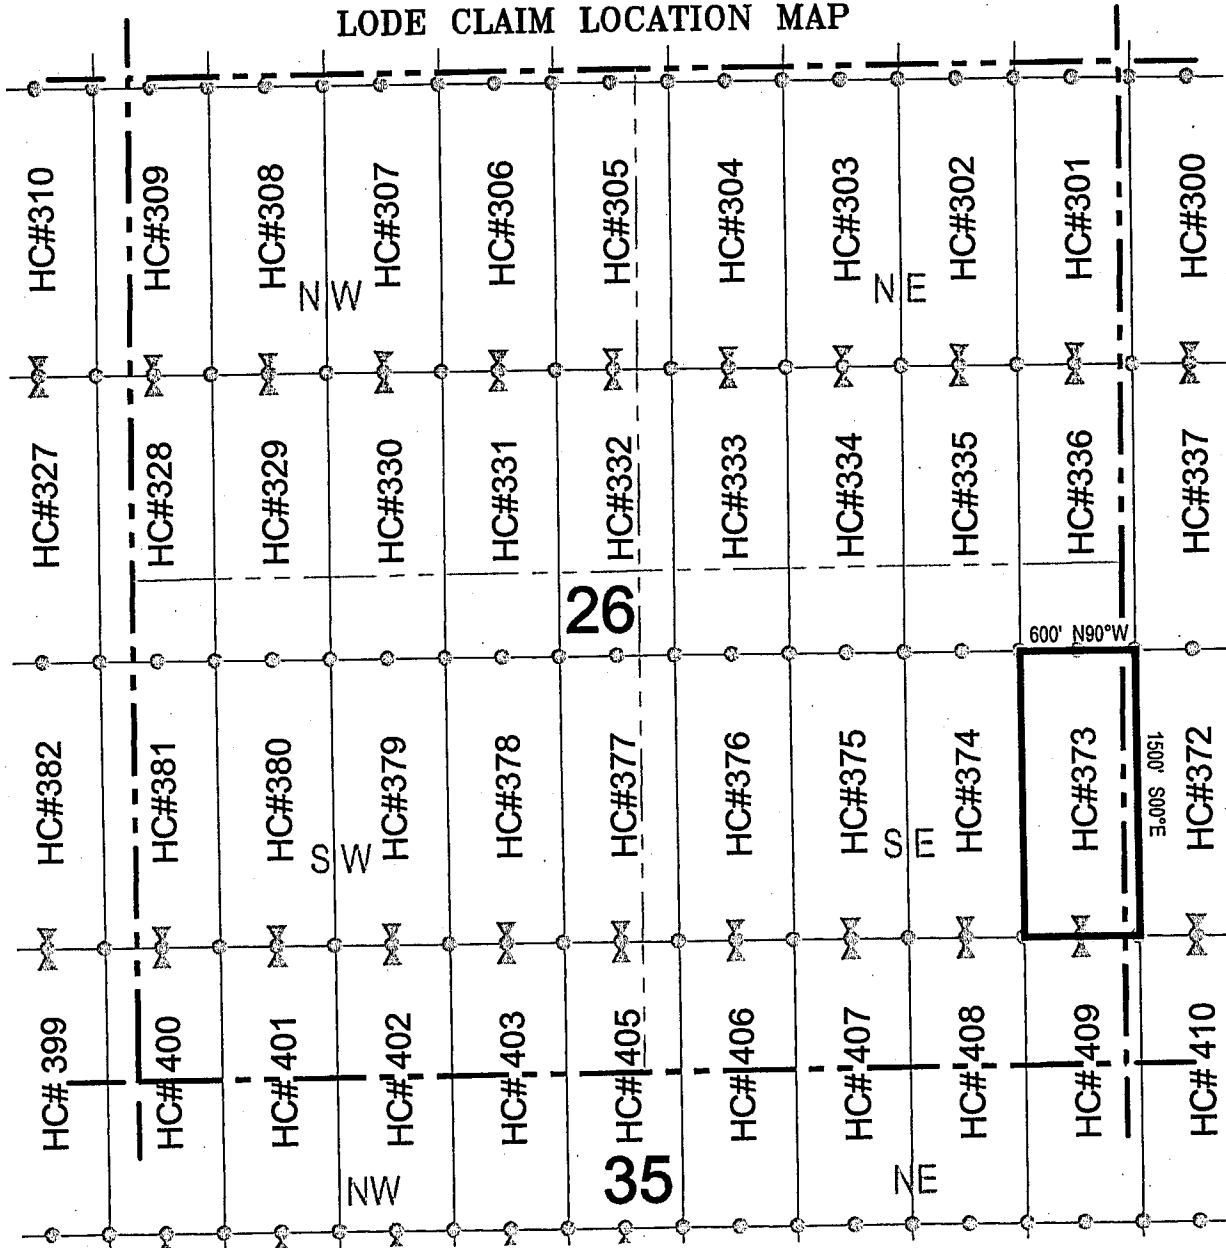 LODE CLAIM LOCATION MAP
HC#310
HC#309
HC#308
HC#307
HC#306
HC#305
HC#304
HC#303
HC#302
HC#301
HC#300
NW
NE
HC#327
HC#328
HC#329
HC#330
HC#331
HC#332
HC#333
HC#334
HC#335
HC#336
HC#337
26
600' N90°W
HC#382
HC#381
HC#380
HC#379
HC#378
HC#377
HC#376
HC#375
HC#374
HC#373
1500' S00°E
HC#372
SW
SE
HC# 399
HC# 400
HC# 401
HC# 402
HC# 403
HC# 405
HC# 406
HC# 407
HC# 408
HC# 409
HC# 410
NW
35
NE